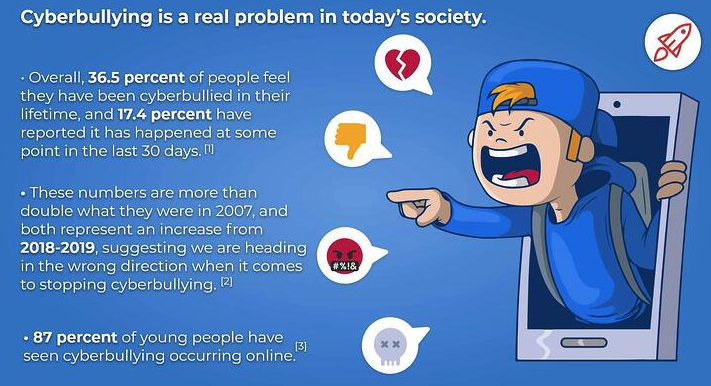 Cyberbullying is a real problem in today's society.
• Overall, 36.5 percent of people feel
they have been cyberbullied in their
lifetime, and 17.4 percent have
reported it has happened at some
point in the last 30 days. [1]
• These numbers are more than
double what they were in 2007, and
both represent an increase from
2018-2019, suggesting we are heading
in the wrong direction when it comes
to stopping cyberbullying. [2]
• 87 percent of young people have
seen cyberbullying occurring online. [3]
#%!&